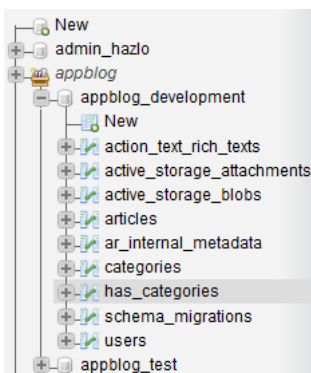 New
admin_hazlo
appblog
appblog_development
New
action_text_rich_texts
active_storage_attachments
active_storage_blobs
articles
ar_internal_metadata
categories
has_categories
schema_migrations
users
appblog_test